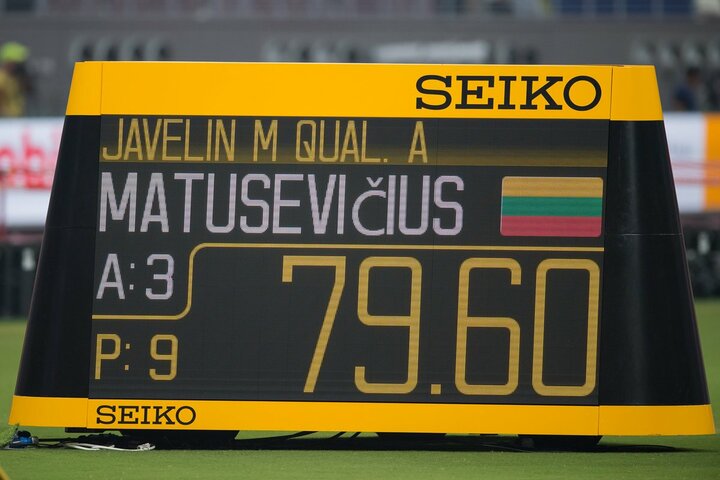 SEIKO
JAVELIN M QUAL. A
MATUSEVIčIUS
A: 3
79.60
P: 9
SEIKO